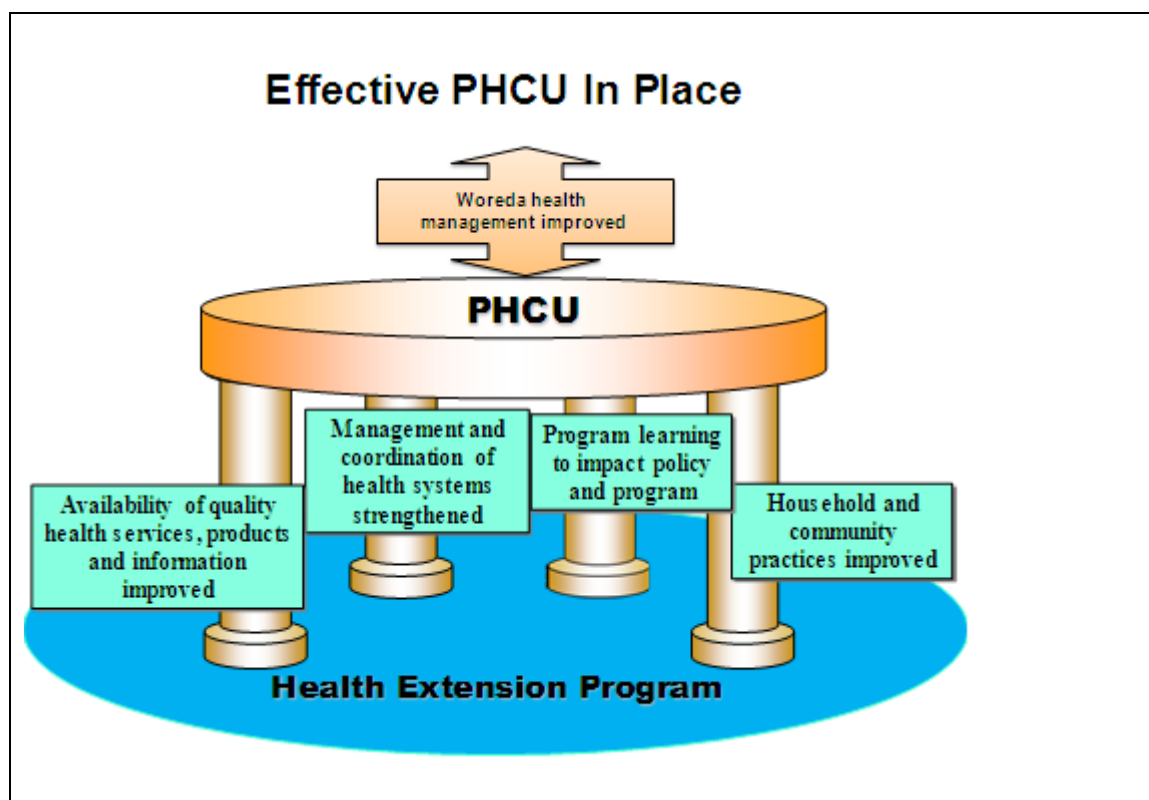 Effective PHCU In Place
Woreda health
management improved
PHCU
Availability of quality
health services, products
and information
improved
Management and
coordination of
health systems
strengthened
Program learning
to impact policy
and program
Household and
community
practices improved
Health Extension Program